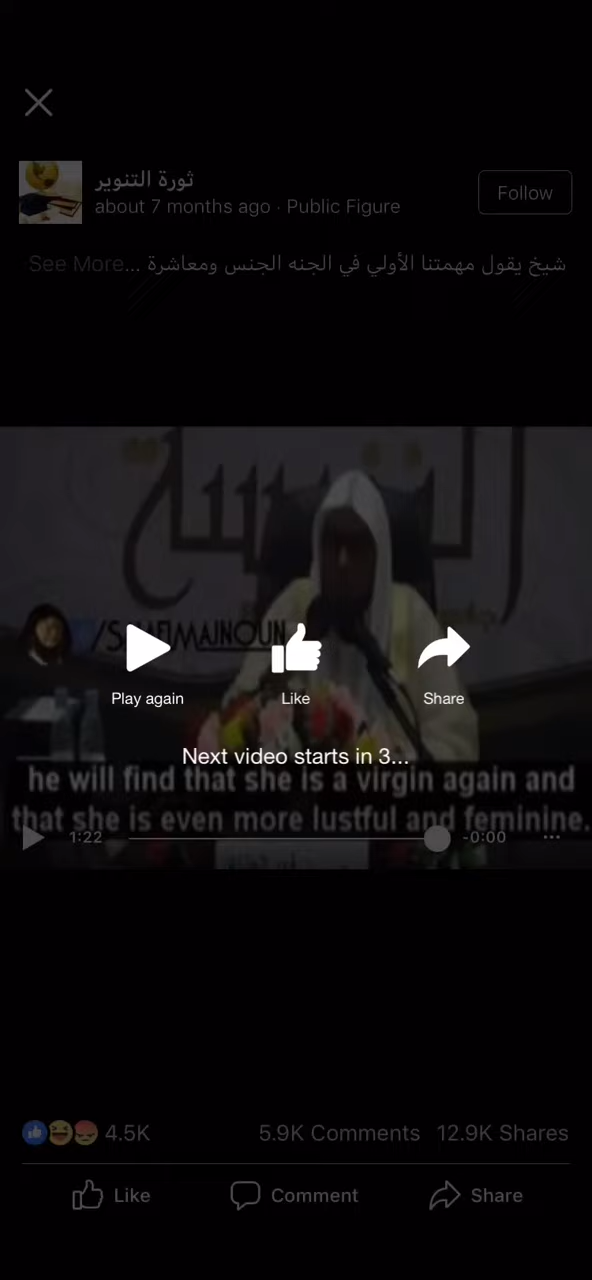 ثورة التنوير
about 7 months ago · Public Figure
Follow
شيخ يقول مهمتنا الأولي في الجنه الجنس ومعاشرة ...See More
Play again
Like
Share
Next video starts in 3...
he will find that she is a virgin again and
that she is even more lustful and feminine.
1:22
-0:00
4.5K
5.9K Comments
12.9K Shares
Like
Comment
Share